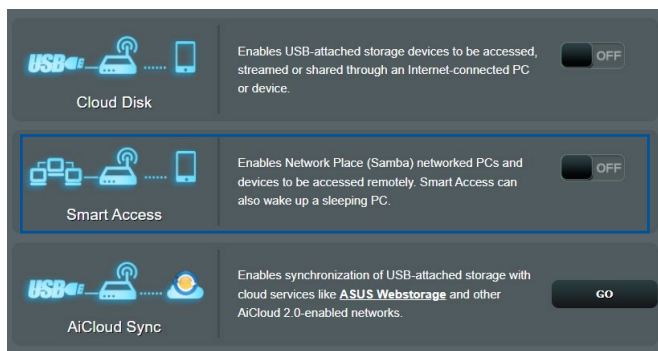 USB
Enables USB-attached storage devices to be accessed,
streamed or shared through an Internet-connected PC
or device.
OFF
Cloud Disk
Enables Network Place (Samba) networked PCs and
devices to be accessed remotely. Smart Access can
also wake up a sleeping PC.
OFF
Smart Access
USB
Enables synchronization of USB-attached storage with
cloud services like ASUS Webstorage and other
AiCloud 2.0-enabled networks.
GO
AiCloud Sync